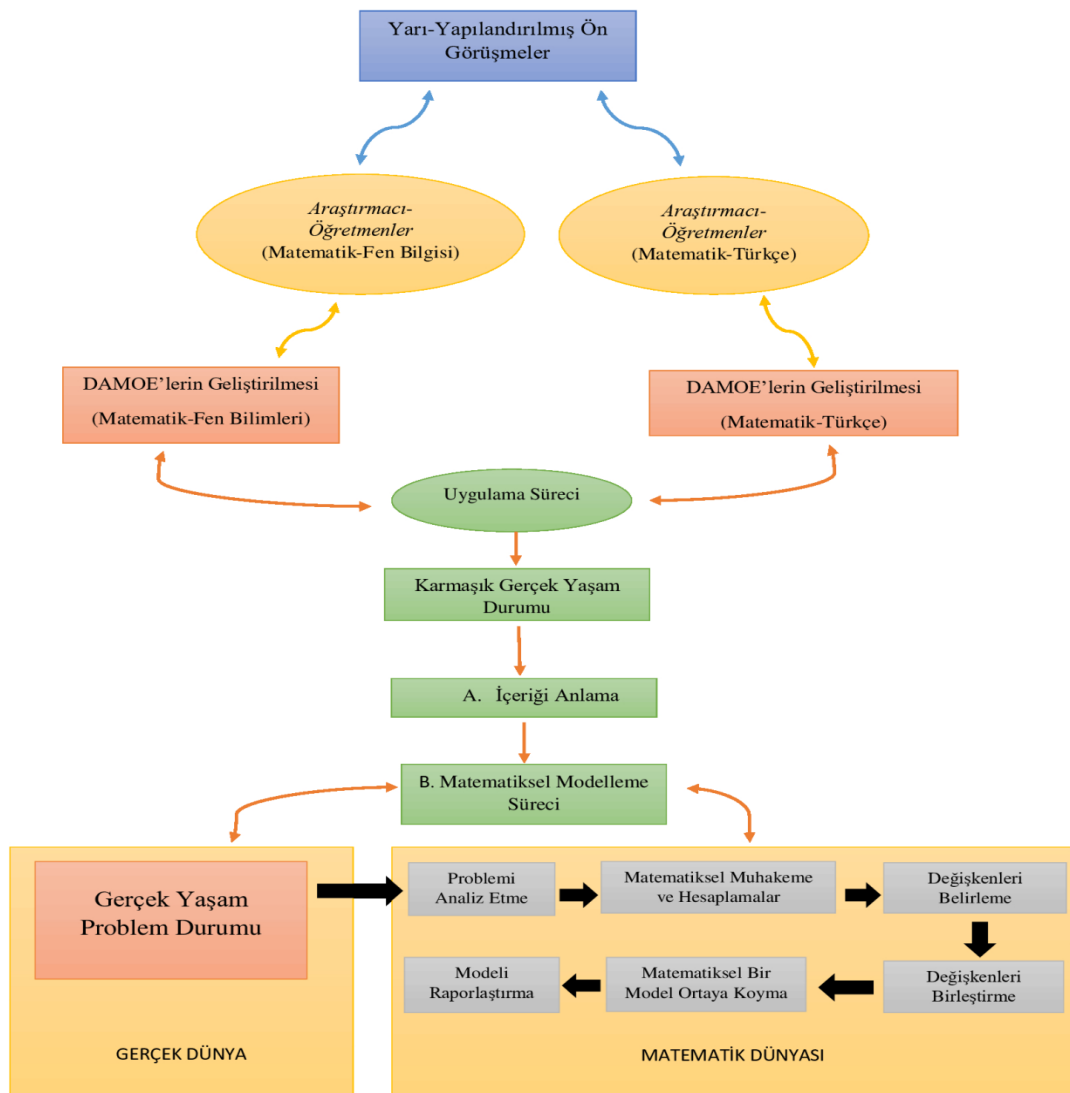 Yarı-Yapılandırılmış Ön
Görüşmeler
Araştırmacı-
Öğretmenler
(Matematik-Fen Bilgisi)
Araştırmacı-
Öğretmenler
(Matematik-Türkçe)
DAMOE’lerin Geliştirilmesi
(Matematik-Fen Bilimleri)
DAMOE’lerin Geliştirilmesi
(Matematik-Türkçe)
Uygulama Süreci
Karmaşık Gerçek Yaşam
Durumu
A. İçeriği Anlama
B. Matematiksel Modelleme
Süreci
Gerçek Yaşam
Problem Durumu
GERÇEK DÜNYA
Problemi
Analiz Etme
Matematiksel Muhakeme
ve Hesaplamalar
Değişkenleri
Belirleme
Değişkenleri
Birleştirme
Matematiksel Bir
Model Ortaya Koyma
Modeli
Raporlaştırma
MATEMATİK DÜNYASI